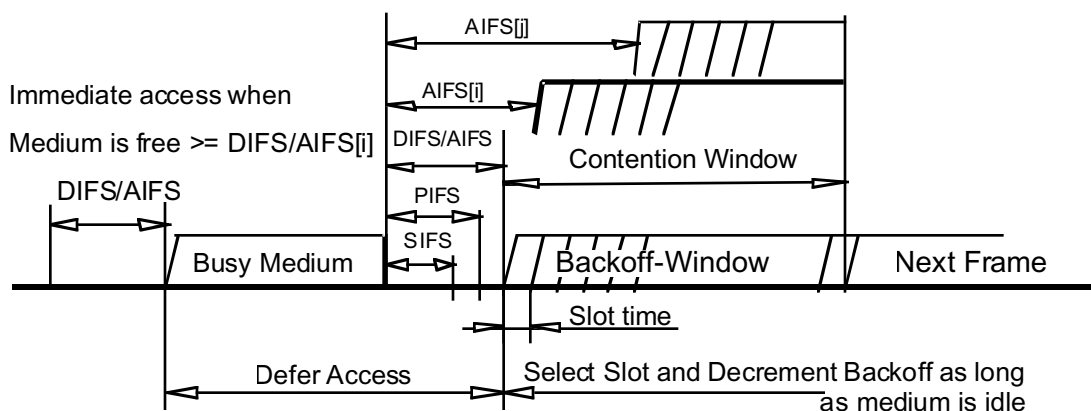 AIFS[j]
Immediate access when
AIFS[i]
Medium is free >= DIFS/AIFS[i]
DIFS/AIFS
Contention Window
DIFS/AIFS
PIFS
SIFS
Busy Medium
Backoff-Window
Next Frame
Slot time
Defer Access
Select Slot and Decrement Backoff as long
as medium is idle